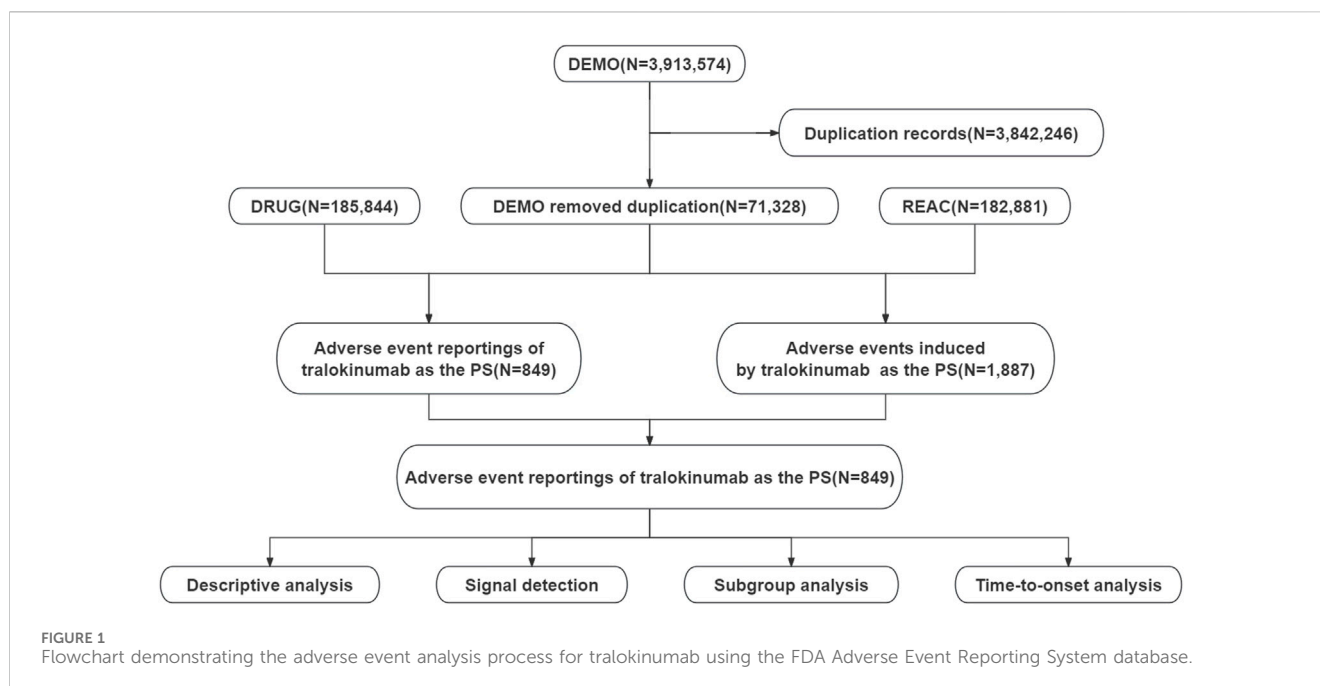 DEMO(N=3,913,574)
Duplication records(N=3,842,246)
DRUG(N=185,844)
DEMO removed duplication(N=71,328)
REAC(N=182,881)
Adverse event reportings of
tralokinumab as the PS(N=849)
Adverse events induced
by tralokinumab as the PS(N=1,887)
Adverse event reportings of tralokinumab as the PS(N=849)
Descriptive analysis
Signal detection
Subgroup analysis
Time-to-onset analysis
FIGURE 1
Flowchart demonstrating the adverse event analysis process for tralokinumab using the FDA Adverse Event Reporting System database.